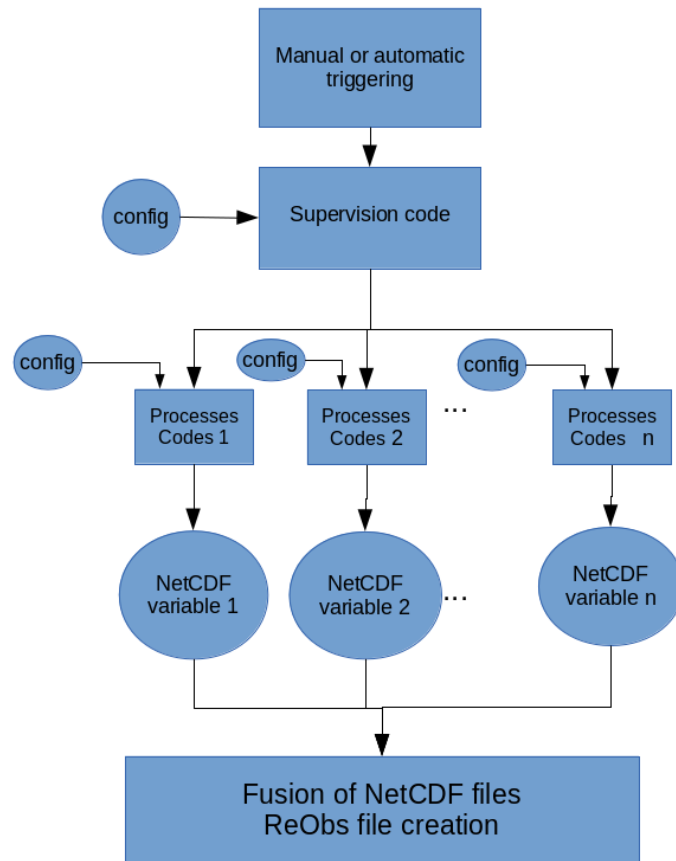 Manual or automatic
triggering
config
Supervision code
config
config
config
Processes
Codes 1
Processes
Codes 2
...
Processes
Codes n
NetCDF
variable 1
NetCDF
variable 2
...
NetCDF
variable n
Fusion of NetCDF files
ReObs file creation